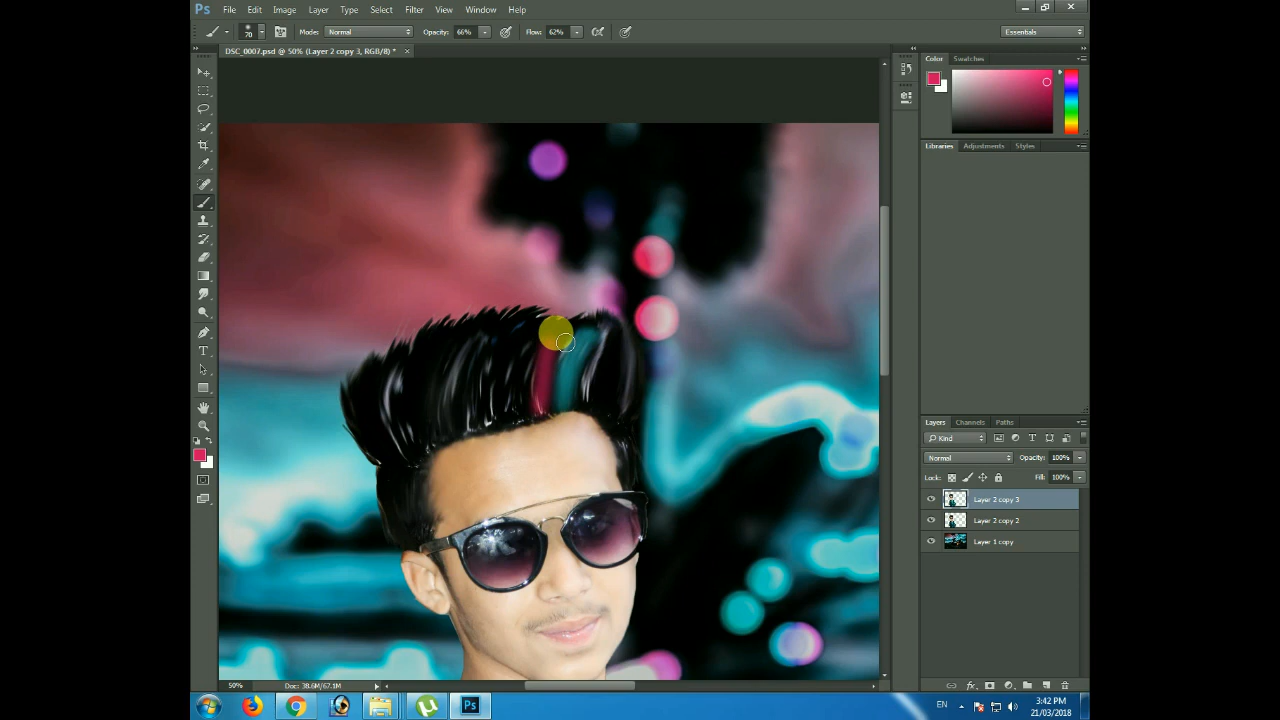 Ps File Edit Image Layer Type Select Filter View Window Help
70 Mode: Normal Opacity: 66% Flow: 62% Essentials
DSC_0007.psd @ 50% (Layer 2 copy 3, RGB/8) * ×
Color Swatches
Libraries Adjustments Styles
Layers Channels Paths
Kind
Normal Opacity: 100%
Lock: Fill: 100%
Layer 2 copy 3
Layer 2 copy 2
Layer 1 copy
50% Doc: 38.6M/67.1M
fx
Ps EN 3:42 PM
21/03/2018